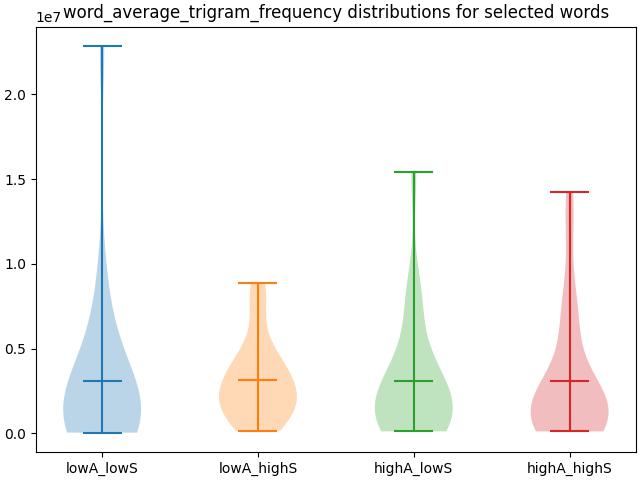 word_average_trigram_frequency distributions for selected words
1e7
2.0
1.5
1.0
0.5
0.0
lowA_lowS lowA_highS highA_lowS highA_highS